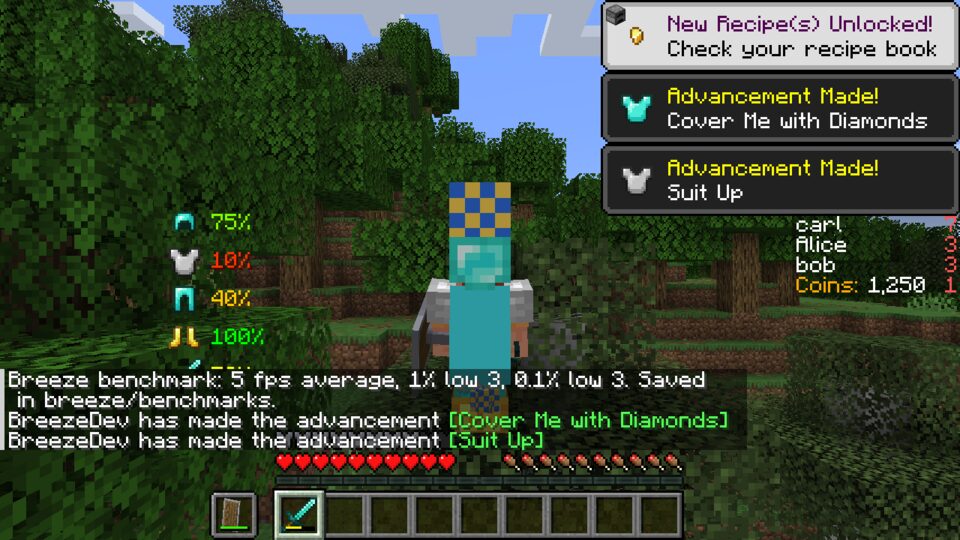 New Recipe(s) Unlocked!
Check your recipe book
Advancement Made!
Cover Me with Diamonds
Advancement Made!
Suit Up
carl 7
Alice 3
bob 3
Coins: 1,250 1
75%
10%
40%
100%
Breeze benchmark: 5 fps average, 1% low 3, 0.1% low 3. Saved
in breeze/benchmarks.
BreezeDev has made the advancement [Cover Me with Diamonds]
BreezeDev has made the advancement [Suit Up]